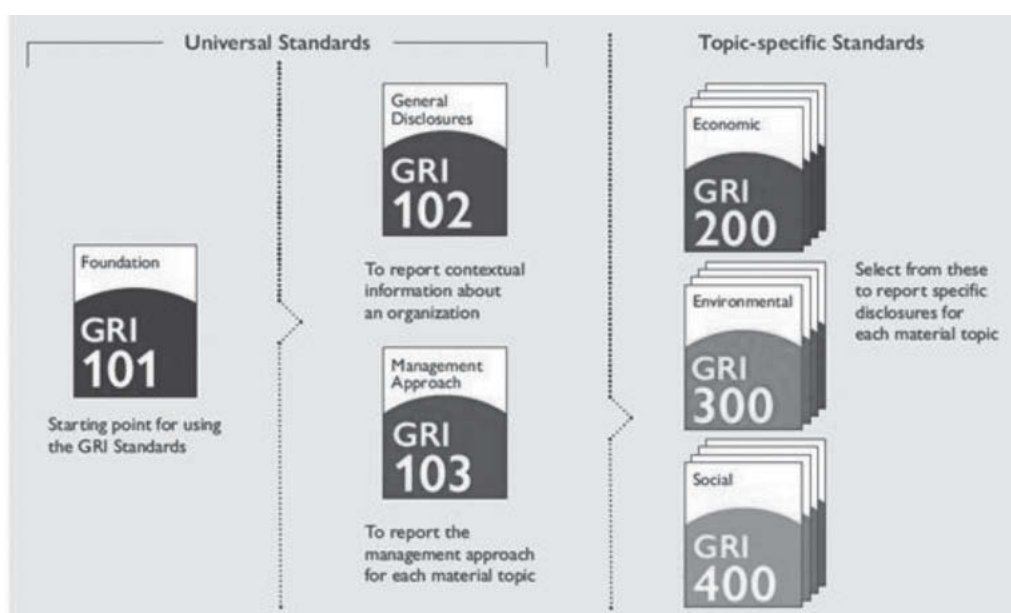 Universal Standards
Topic-specific Standards
Foundation
GRI
101
Starting point for using
the GRI Standards
General
Disclosures
GRI
102
To report contextual
information about
an organization
Management
Approach
GRI
103
To report the
management approach
for each material topic
Economic
GRI
200
Environmental
GRI
300
Social
GRI
400
Select from these
to report specific
disclosures for
each material topic